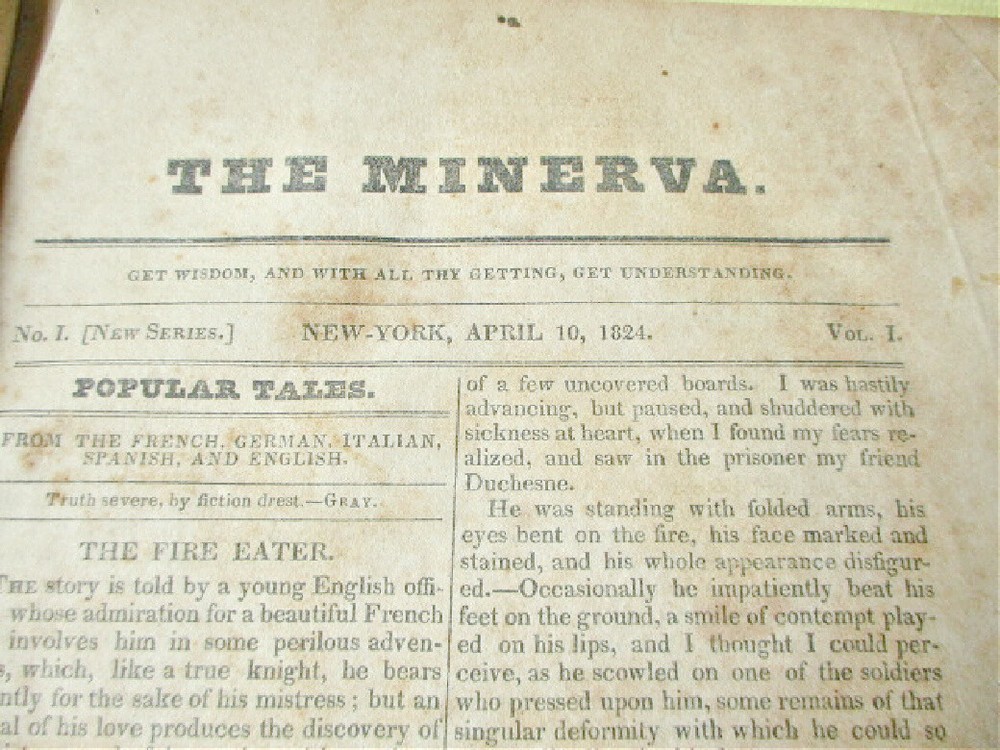 THE MINERVA.
GET WISDOM, AND WITH ALL THY GETTING, GET UNDERSTANDING.
No. I. [New Series.] NEW-YORK, APRIL 10, 1824. Vol. I.
POPULAR TALES.
FROM THE FRENCH, GERMAN, ITALIAN,
SPANISH, AND ENGLISH.
Truth severe, by fiction drest.—GRAY.
THE FIRE EATER.
THE story is told by a young English offi-
whose admiration for a beautiful French
involves him in some perilous adven-
s, which, like a true knight, he bears
ntly for the sake of his mistress; but an
al of his love produces the discovery of
of a few uncovered boards. I was hastily
advancing, but paused, and shuddered with
sickness at heart, when I found my fears re-
alized, and saw in the prisoner my friend
Duchesne.
He was standing with folded arms, his
eyes bent on the fire, his face marked and
stained, and his whole appearance disfigur-
ed.—Occasionally he impatiently beat his
feet on the ground, a smile of contempt play-
ed on his lips, and I thought I could per-
ceive, as he scowled on one of the soldiers
who pressed upon him, some remains of that
singular deformity with which he could so